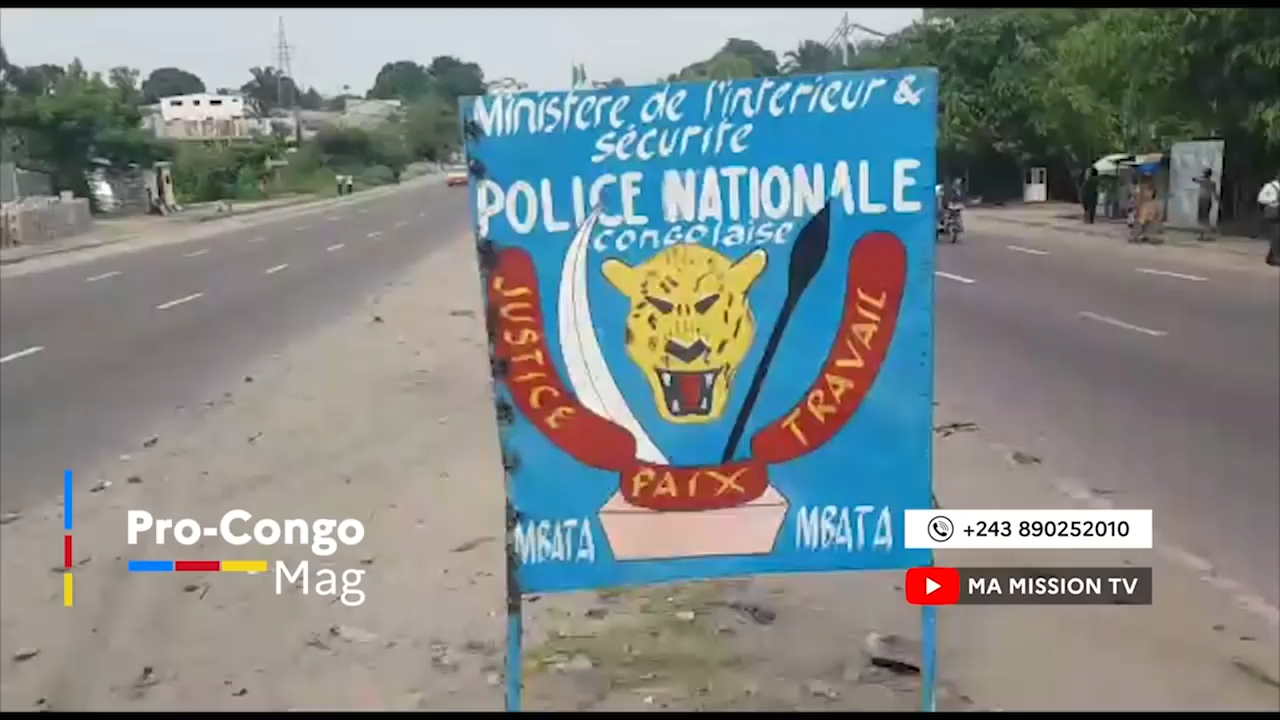 Ministère de l'interieur &
sécurite
POLICE NATIONALE
congolaise
JUSTICE
TRAVAIL
PAIX
MBATA MBATA
Pro-Congo
Mag
+243 890252010
MA MISSION TV